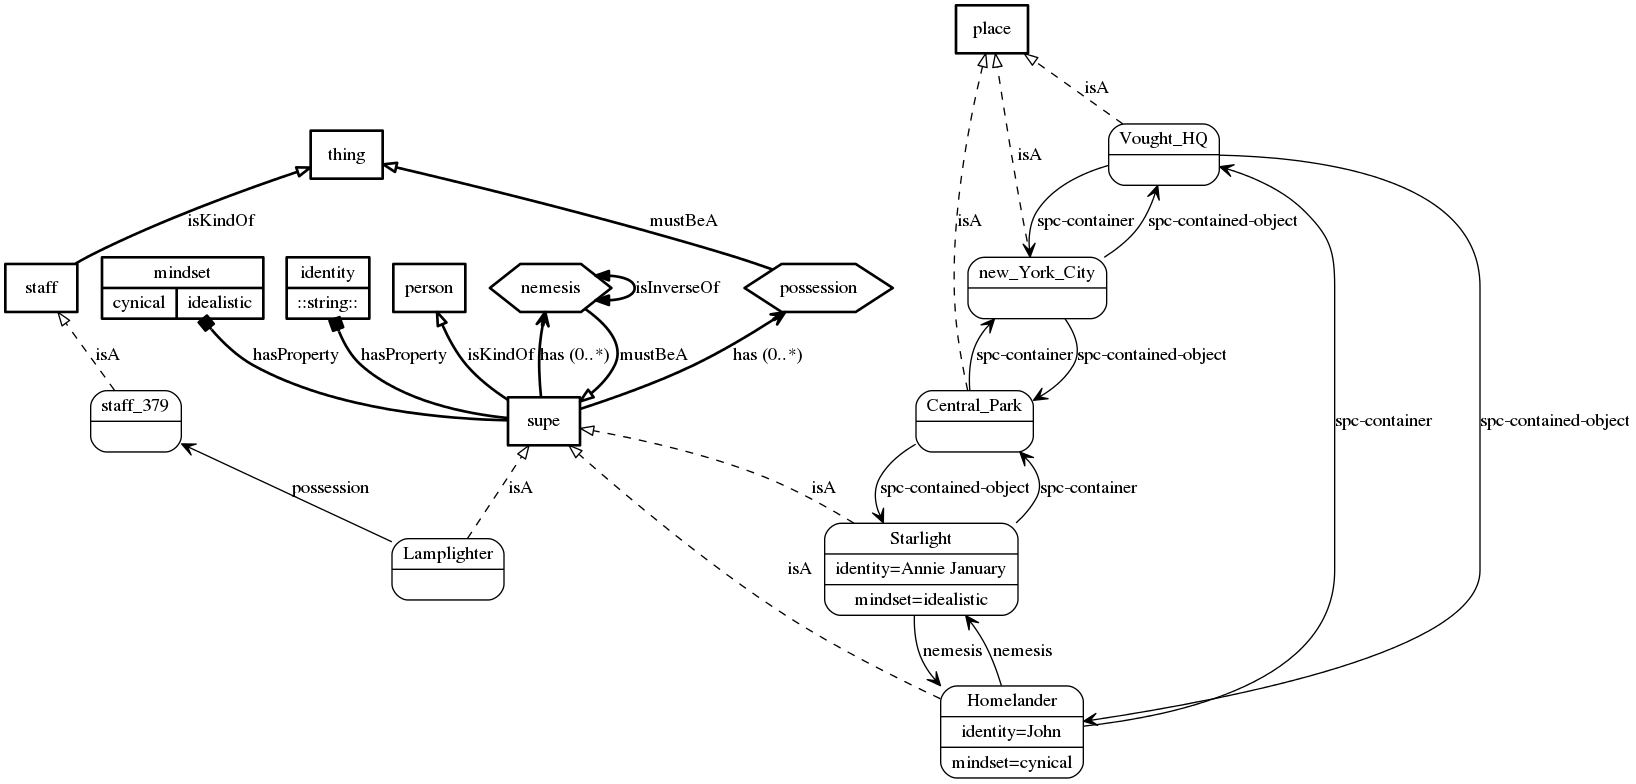 place
isA
Vought_HQ
thing
isA
isKindOf
mustBeA
isA
spc-container
spc-contained-object
staff
mindset
cynical
idealistic
identity
::string::
person
nemesis
isInverseOf
possession
new_York_City
isA
hasProperty
hasProperty
isKindOf
has (0..*)
mustBeA
has (0..*)
spc-container
spc-contained-object
staff_379
supe
Central_Park
spc-container
spc-contained-object
possession
isA
isA
spc-contained-object
spc-container
Lamplighter
isA
Starlight
identity=Annie January
mindset=idealistic
nemesis
nemesis
Homelander
identity=John
mindset=cynical